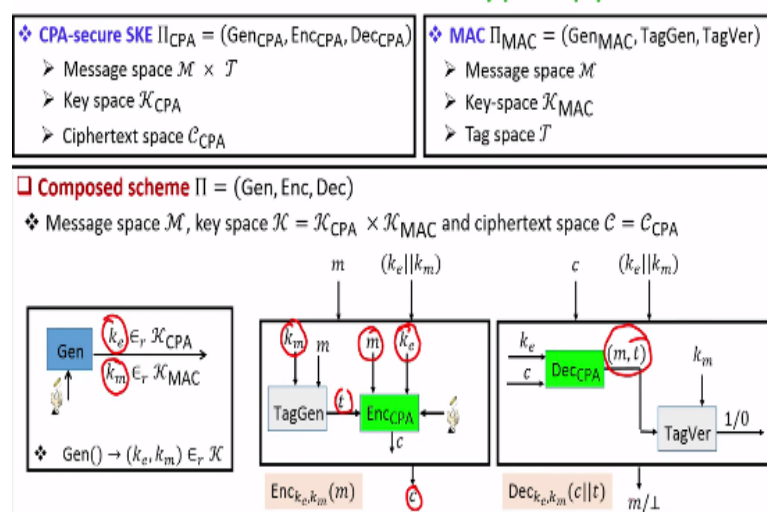 ❖ CPA-secure SKE Π_CPA = (Gen_CPA, Enc_CPA, Dec_CPA)
➢ Message space ℳ × 𝒯
➢ Key space 𝒦_CPA
➢ Ciphertext space 𝒞_CPA
❖ MAC Π_MAC = (Gen_MAC, TagGen, TagVer)
➢ Message space ℳ
➢ Key-space 𝒦_MAC
➢ Tag space 𝒯
❑ Composed scheme Π = (Gen, Enc, Dec)
❖ Message space ℳ, key space 𝒦 = 𝒦_CPA × 𝒦_MAC and ciphertext space 𝒞 = 𝒞_CPA
Gen
k_e ∈_r 𝒦_CPA
k_m ∈_r 𝒦_MAC
❖ Gen() → (k_e, k_m) ∈_r 𝒦
m
(k_e||k_m)
k_m
m
m
k_e
TagGen
t
Enc_CPA
c
Enc_{k_e,k_m}(m)
c
c
(k_e||k_m)
k_e
c
Dec_CPA
(m, t)
k_m
TagVer
1/0
Dec_{k_e,k_m}(c||t)
m/⊥